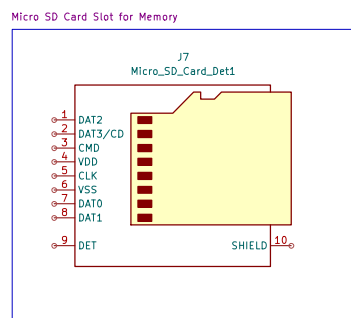 Micro SD Card Slot for Memory
J7
Micro_SD_Card_Det1
1 DAT2
2 DAT3/CD
3 CMD
4 VDD
5 CLK
6 VSS
7 DAT0
8 DAT1
9 DET SHIELD 10